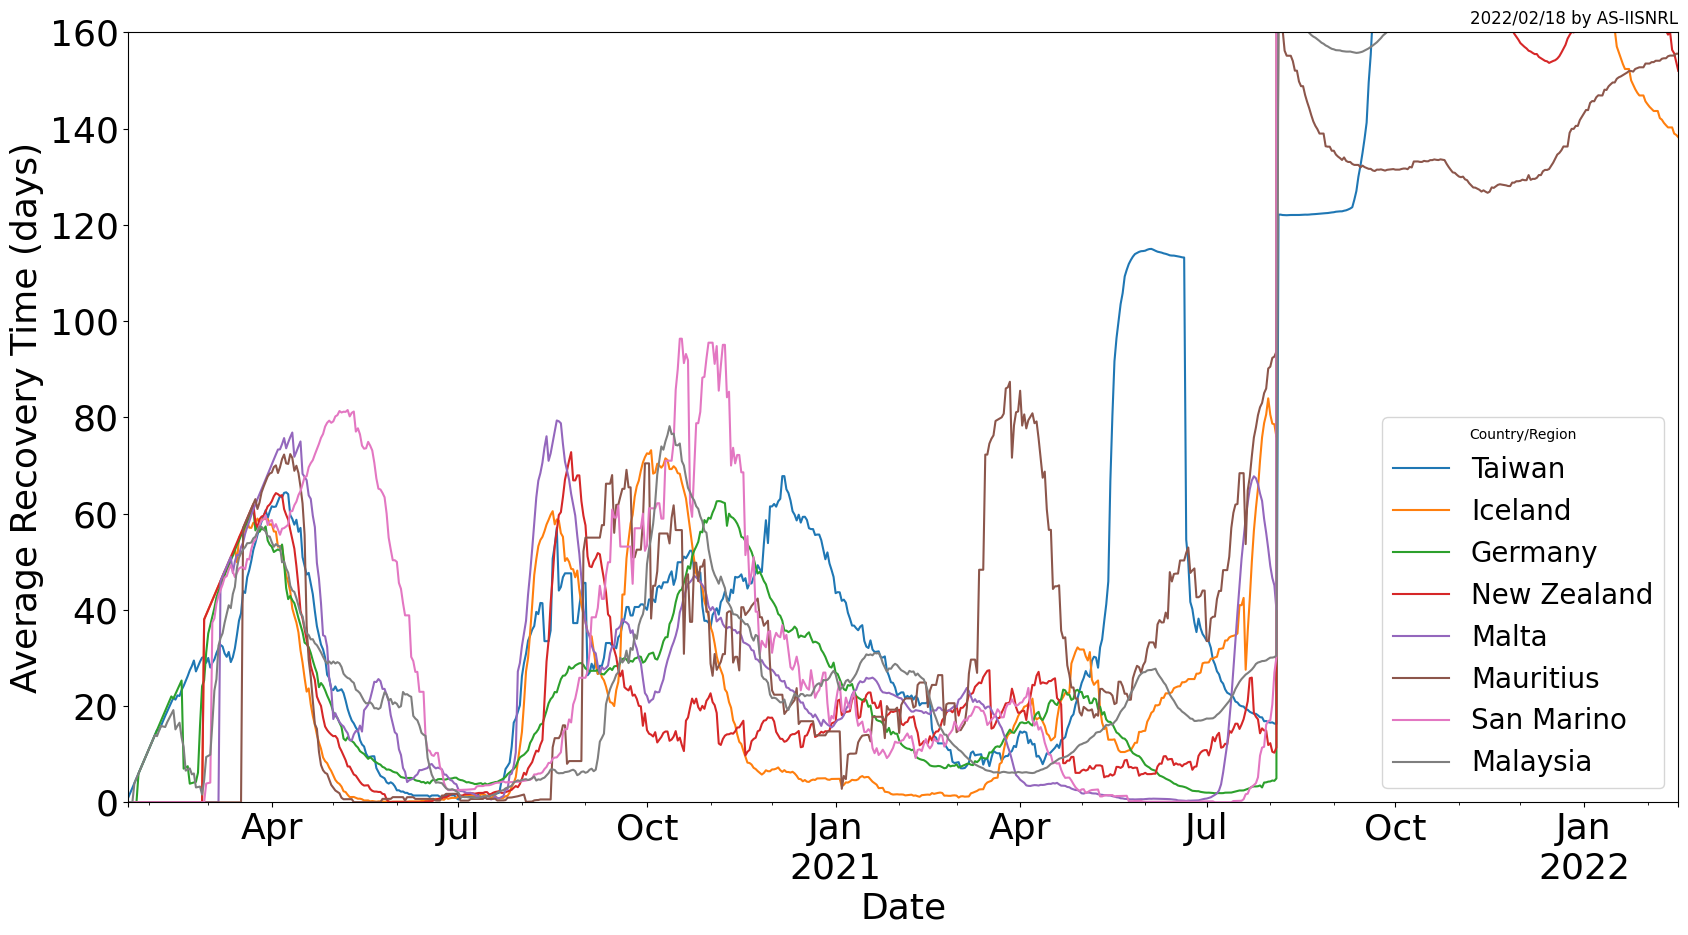 2022/02/18 by AS-IISNRL
160
140
120
100
80
60
40
20
0
Average Recovery Time (days)
Country/Region
Taiwan
Iceland
Germany
New Zealand
Malta
Mauritius
San Marino
Malaysia
Apr Jul Oct Jan Apr Jul Oct Jan
2021 2022
Date